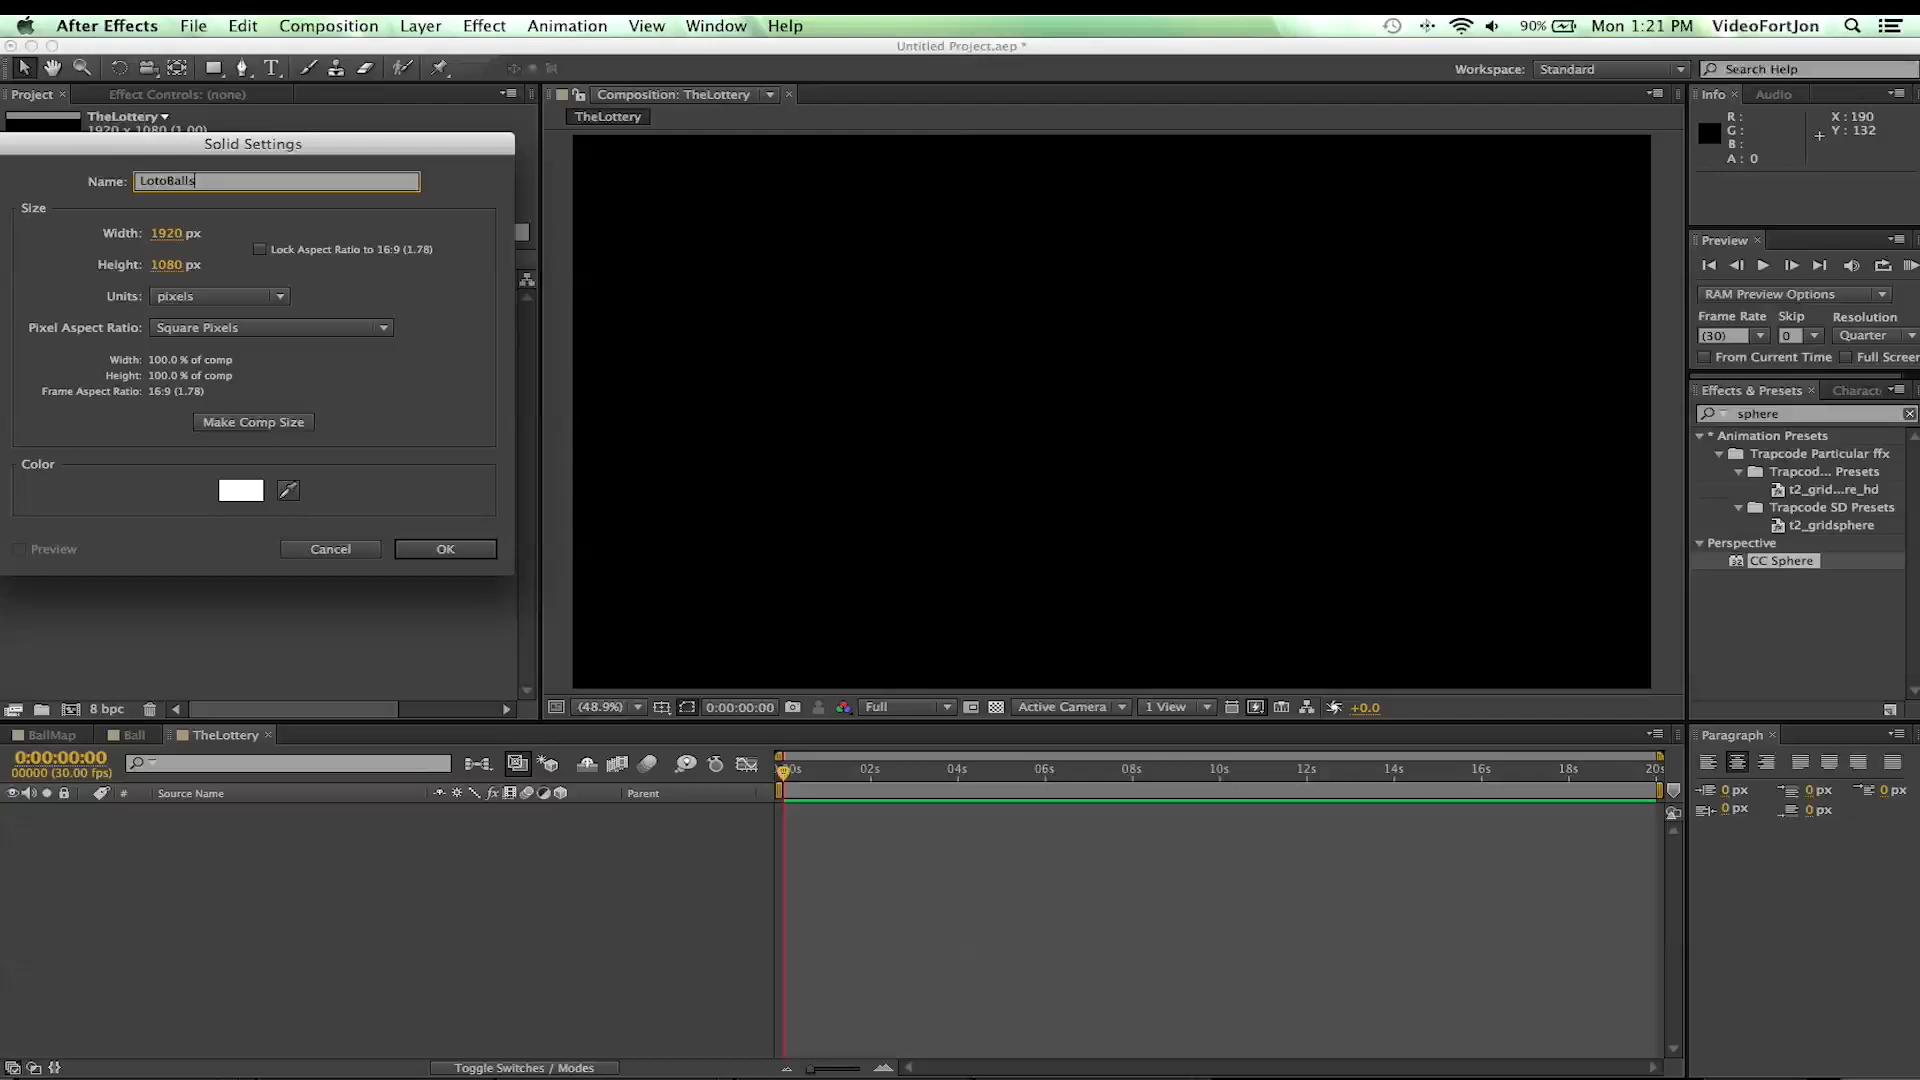 After Effects File Edit Composition Layer Effect Animation View Window Help 90% Mon 1:21 PM VideoFortJon
Untitled Project.aep *
Workspace: Standard Search Help
Project Effect Controls: (none) Composition: TheLottery Info Audio
TheLottery
1920 x 1080 (1.00)
TheLottery
R :
G :
B :
A : 0
X : 190
Y : 132
Solid Settings
Name: LotoBalls
Size
Width: 1920 px
Lock Aspect Ratio to 16:9 (1.78)
Height: 1080 px
Units: pixels
Pixel Aspect Ratio: Square Pixels
Width: 100.0 % of comp
Height: 100.0 % of comp
Frame Aspect Ratio: 16:9 (1.78)
Make Comp Size
Color
Preview Cancel OK
Preview
RAM Preview Options
Frame Rate Skip Resolution
(30) 0 Quarter
From Current Time Full Screen
Effects & Presets Charact
sphere
* Animation Presets
Trapcode Particular ffx
Trapcod... Presets
t2_grid...re_hd
Trapcode SD Presets
t2_gridsphere
Perspective
CC Sphere
8 bpc
(48.9%) 0:00:00:00 Full Active Camera 1 View +0.0
BallMap Ball TheLottery
0:00:00:00
00000 (30.00 fps)
# Source Name fx Parent
00s 02s 04s 06s 08s 10s 12s 14s 16s 18s 20s
Paragraph
0 px 0 px 0 px
0 px 0 px
Toggle Switches / Modes